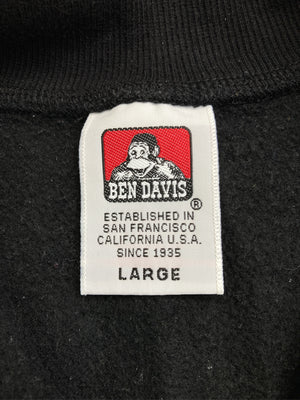 BEN DAVIS
®
ESTABLISHED IN
SAN FRANCISCO
CALIFORNIA U.S.A.
SINCE 1935
LARGE